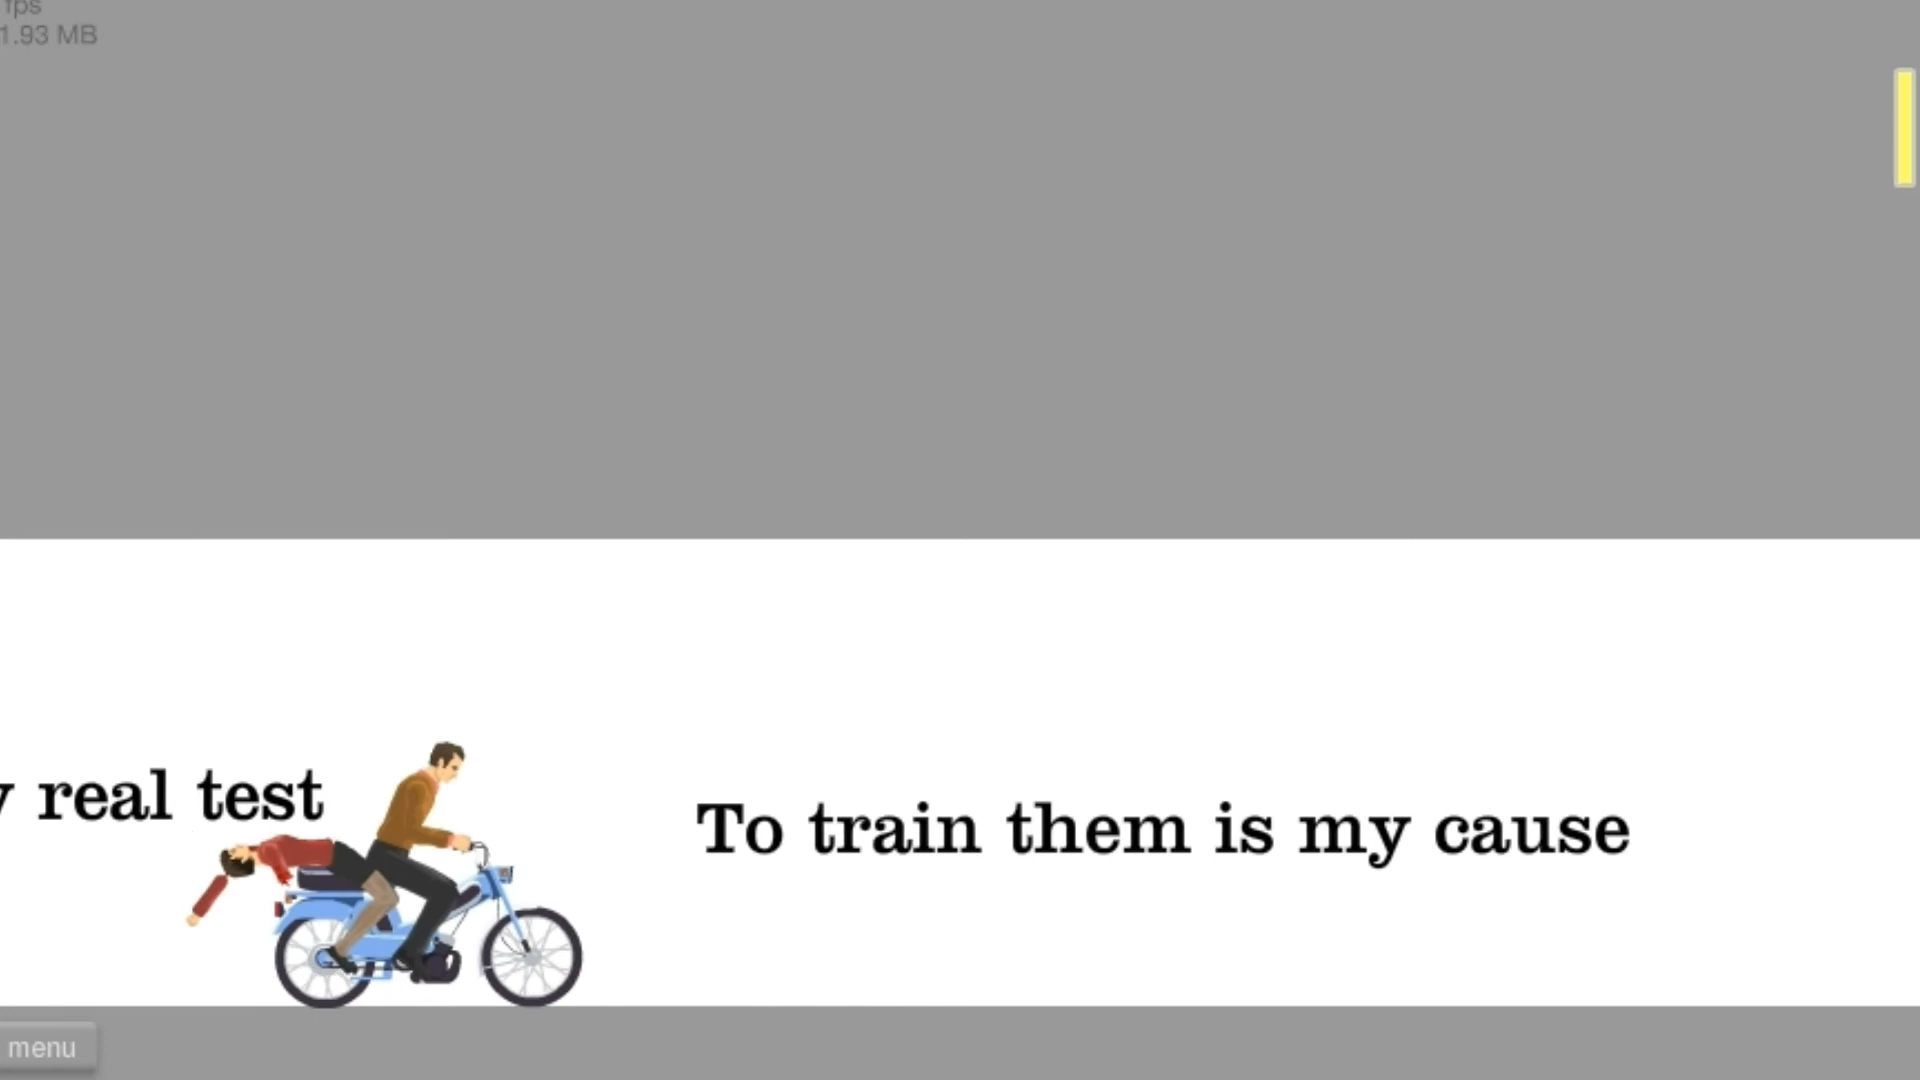 fps
1.93 MB
real test
To train them is my cause
menu